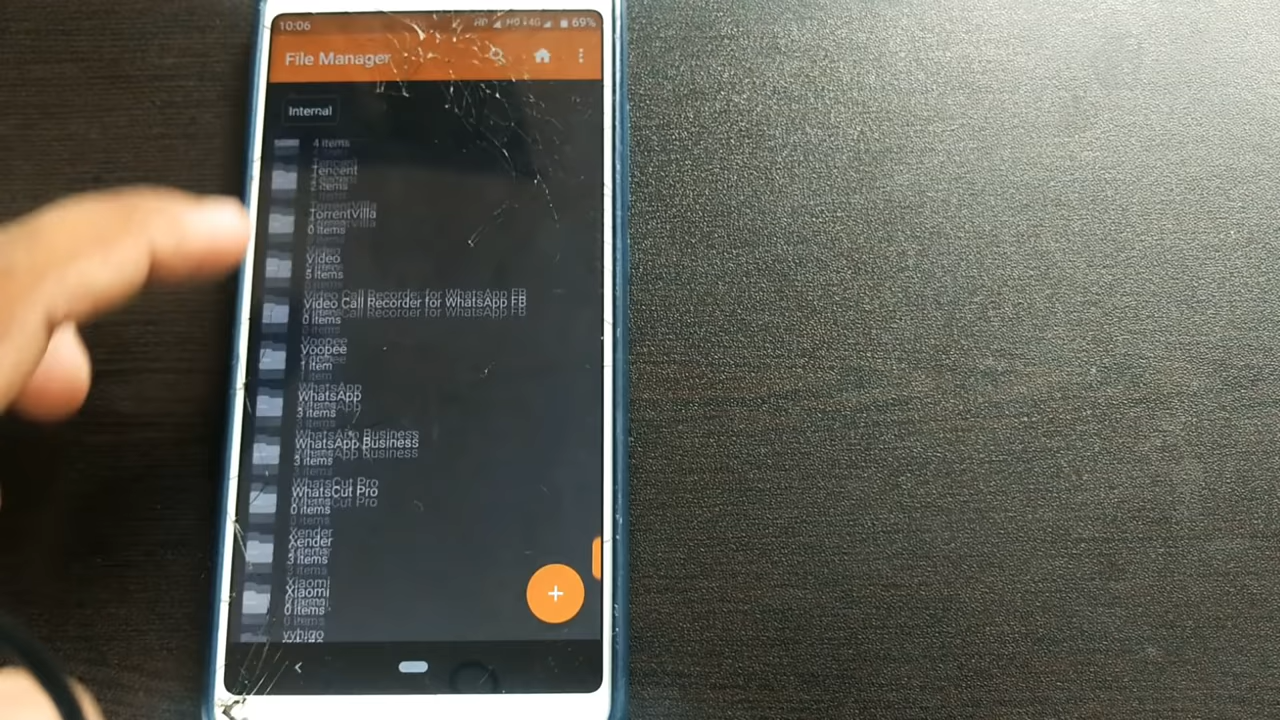 10:06
69%
File Manager
Internal
4 items
Tencent
2 items
TorrentVilla
0 items
Video
5 items
Video Call Recorder for WhatsApp FB
0 items
Voopee
1 item
WhatsApp
3 items
WhatsApp Business
3 items
WhatsCut Pro
0 items
Xender
3 items
Xiaomi
0 items